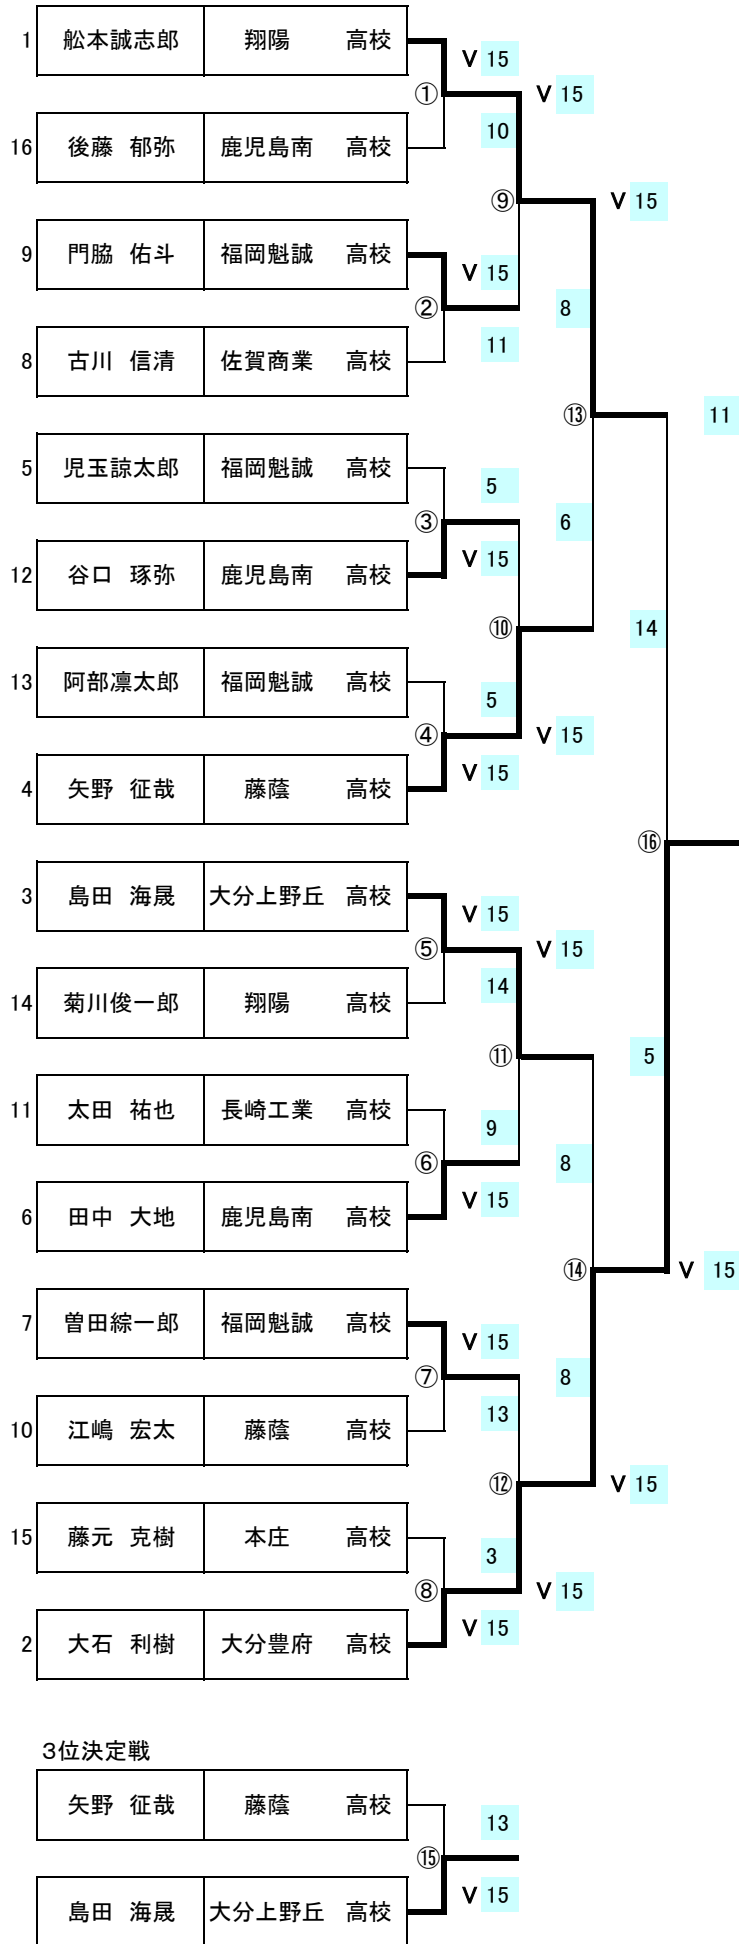 1 舩本誠志郎 翔陽 高校
V 15
① V 15
10
16 後藤 郁弥 鹿児島南 高校
⑨ V 15
9 門脇 佑斗 福岡魁誠 高校
V 15
② 8
11
8 古川 信清 佐賀商業 高校
⑬ 11
5 児玉諒太郎 福岡魁誠 高校
5
③ 6
V 15
12 谷口 琢弥 鹿児島南 高校
⑩ 14
13 阿部凛太郎 福岡魁誠 高校
5
④ V 15
V 15
4 矢野 征哉 藤蔭 高校
⑯
3 島田 海晟 大分上野丘 高校
V 15
⑤ V 15
14
14 菊川俊一郎 翔陽 高校
⑪ 5
11 太田 祐也 長崎工業 高校
9
⑥ 8
V 15
6 田中 大地 鹿児島南 高校
⑭ V 15
7 曽田綜一郎 福岡魁誠 高校
V 15
⑦ 8
13
10 江嶋 宏太 藤蔭 高校
⑫ V 15
15 藤元 克樹 本庄 高校
3
⑧ V 15
V 15
2 大石 利樹 大分豊府 高校
3位決定戦
矢野 征哉 藤蔭 高校
13
⑮
V 15
島田 海晟 大分上野丘 高校